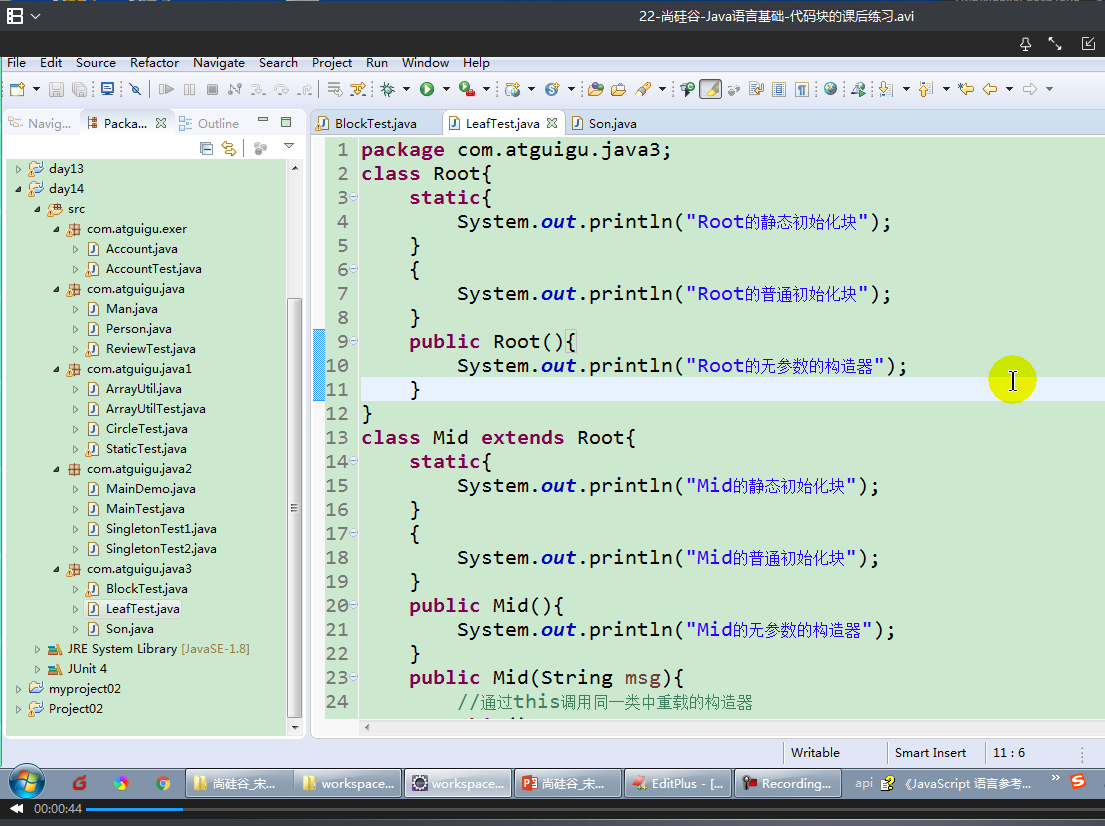 22-尚硅谷-Java语言基础-代码块的课后练习.avi
File Edit Source Refactor Navigate Search Project Run Window Help
Navig... Packa... Outline
BlockTest.java LeafTest.java Son.java
day13
day14
src
com.atguigu.exer
Account.java
AccountTest.java
com.atguigu.java
Man.java
Person.java
ReviewTest.java
com.atguigu.java1
ArrayUtil.java
ArrayUtilTest.java
CircleTest.java
StaticTest.java
com.atguigu.java2
MainDemo.java
MainTest.java
SingletonTest1.java
SingletonTest2.java
com.atguigu.java3
BlockTest.java
LeafTest.java
Son.java
JRE System Library [JavaSE-1.8]
JUnit 4
myproject02
Project02
1 package com.atguigu.java3;
2 class Root{
3 static{
4 System.out.println("Root的静态初始化块");
5 }
6 {
7 System.out.println("Root的普通初始化块");
8 }
9 public Root(){
10 System.out.println("Root的无参数的构造器");
11 }
12 }
13 class Mid extends Root{
14 static{
15 System.out.println("Mid的静态初始化块");
16 }
17 {
18 System.out.println("Mid的普通初始化块");
19 }
20 public Mid(){
21 System.out.println("Mid的无参数的构造器");
22 }
23 public Mid(String msg){
24 //通过this调用同一类中重载的构造器
Writable Smart Insert 11 : 6
尚硅谷_宋... workspace... workspace... 尚硅谷_宋... EditPlus - [... Recording... api 《JavaScript 语言参考...
00:00:44